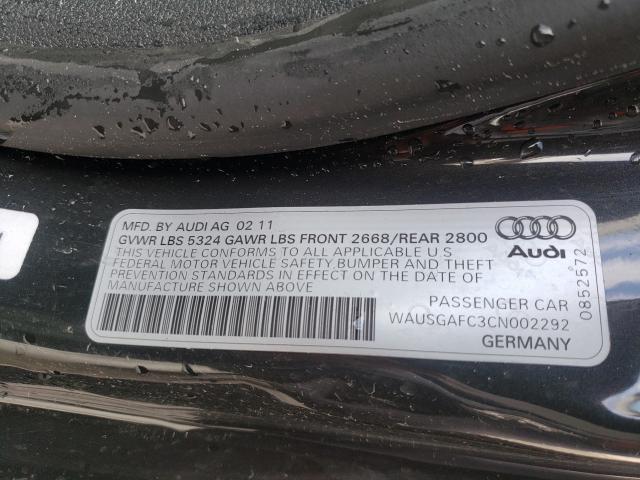 MFD. BY AUDI AG 02 11
GVWR LBS 5324 GAWR LBS FRONT 2668/REAR 2800
THIS VEHICLE CONFORMS TO ALL APPLICABLE U S
FEDERAL MOTOR VEHICLE SAFETY BUMPER AND THEFT
PREVENTION STANDARDS IN EFFECT ON THE DATE OF
MANUFACTURE SHOWN ABOVE
Audi
PASSENGER CAR
WAUSGAFC3CN002292
GERMANY
0852572